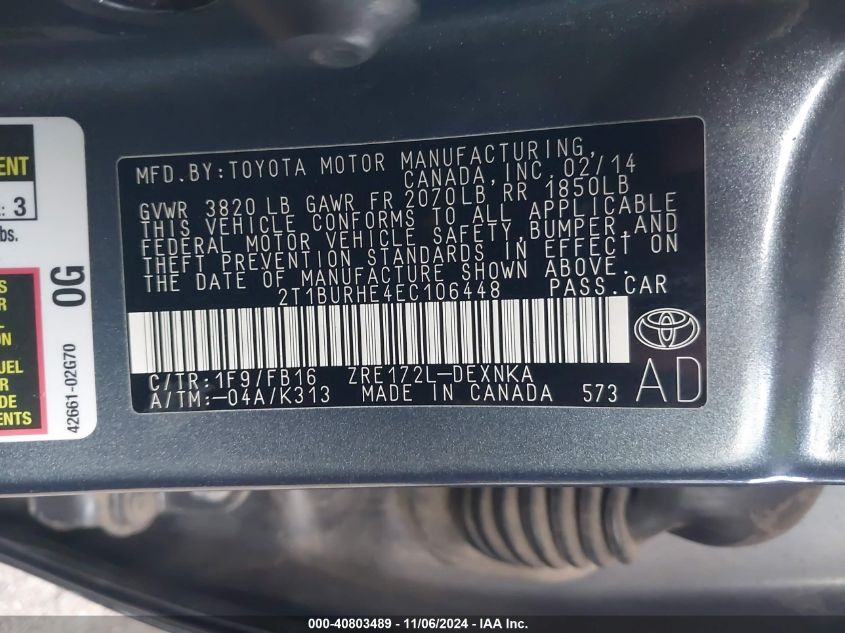 MFD.BY:TOYOTA MOTOR MANUFACTURING,
CANADA,INC. 02/14
GVWR 3820 LB GAWR FR 2070LB RR 1850LB
THIS VEHICLE CONFORMS TO ALL APPLICABLE
FEDERAL MOTOR VEHICLE SAFETY,BUMPER,AND
THEFT PREVENTION STANDARDS IN EFFECT ON
THE DATE OF MANUFACTURE SHOWN ABOVE.
2T1BURHE4EC106448 PASS.CAR
C/TR:1F9/FB16 ZRE172L-DEXNKA
A/TM:-04A/K313 MADE IN CANADA 573
AD
: 3
bs.
0G
42661-02G70
000-40803489 - 11/06/2024 - IAA Inc.